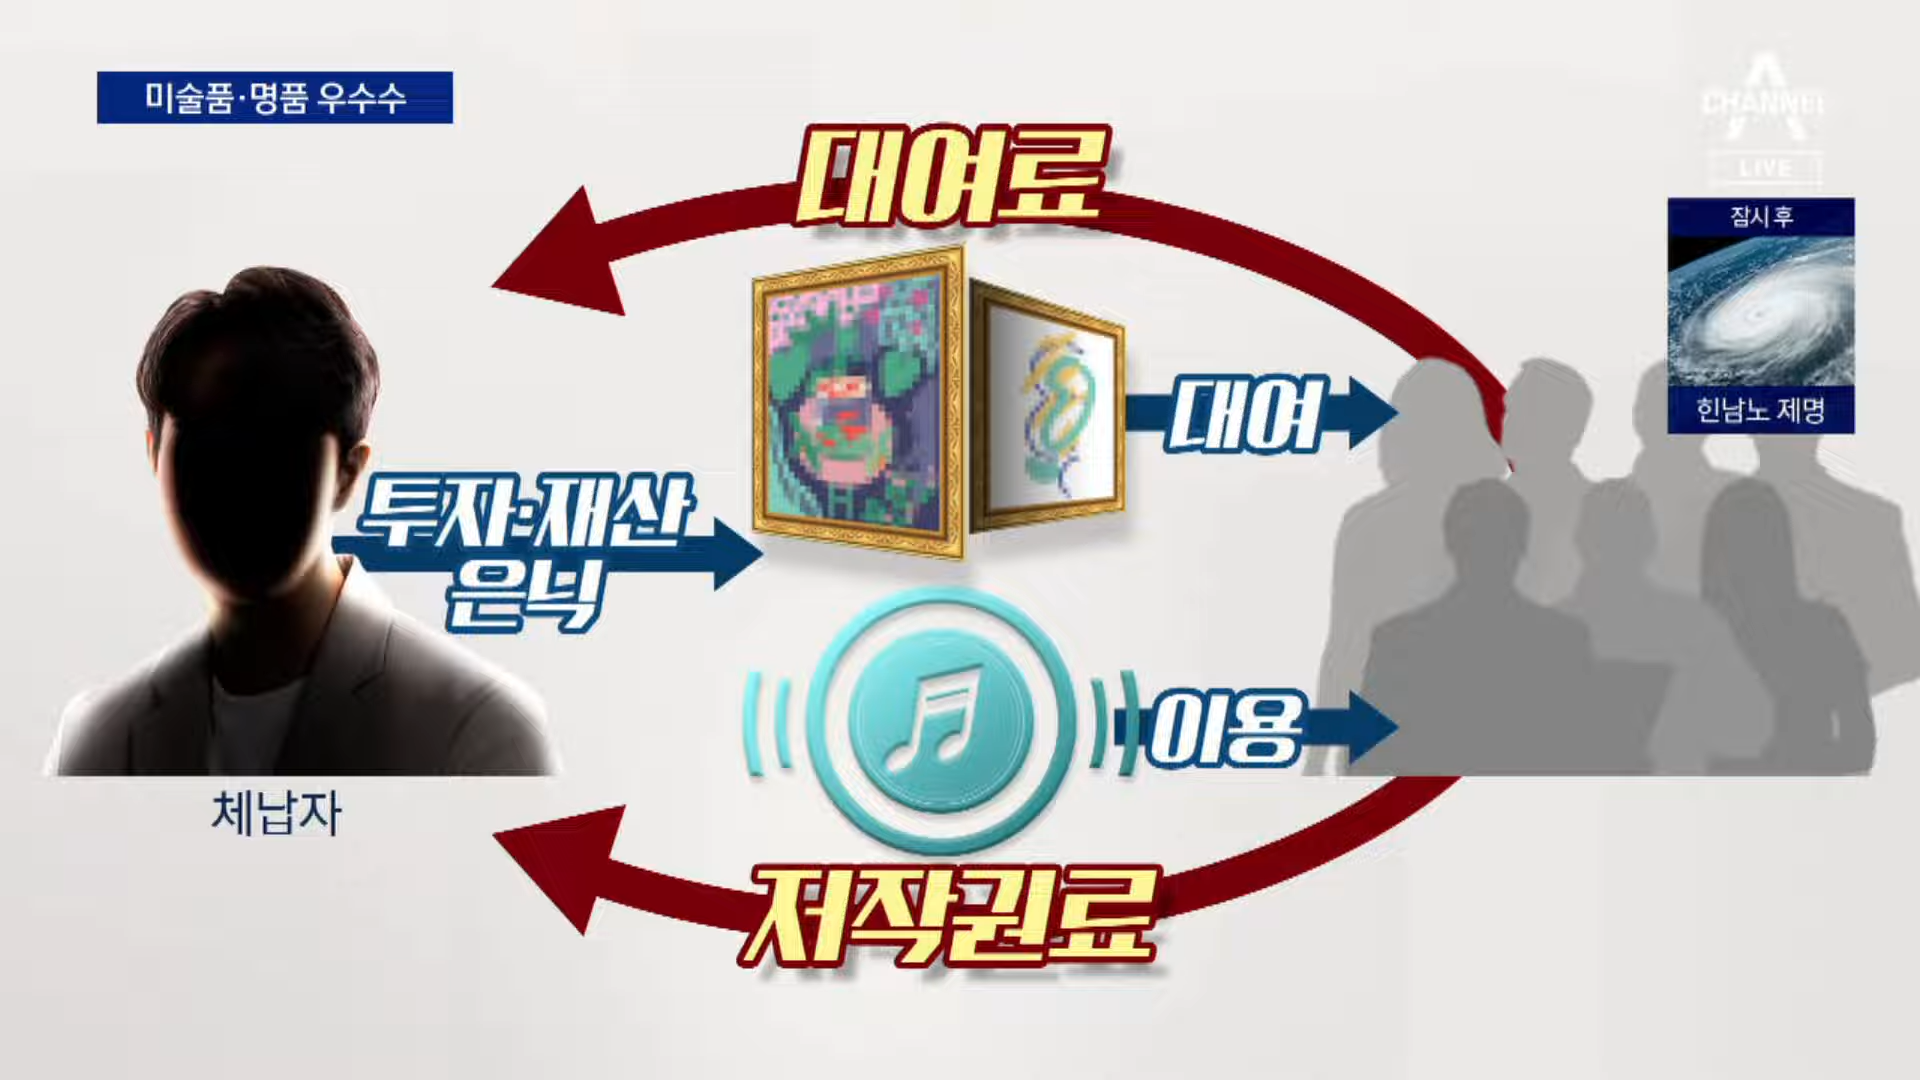 미술품·명품 우수수
CHANNEL A
LIVE
잠시 후
힌남노 제명
대여료
대여
투자·재산
은닉
이용
체납자
저작권료